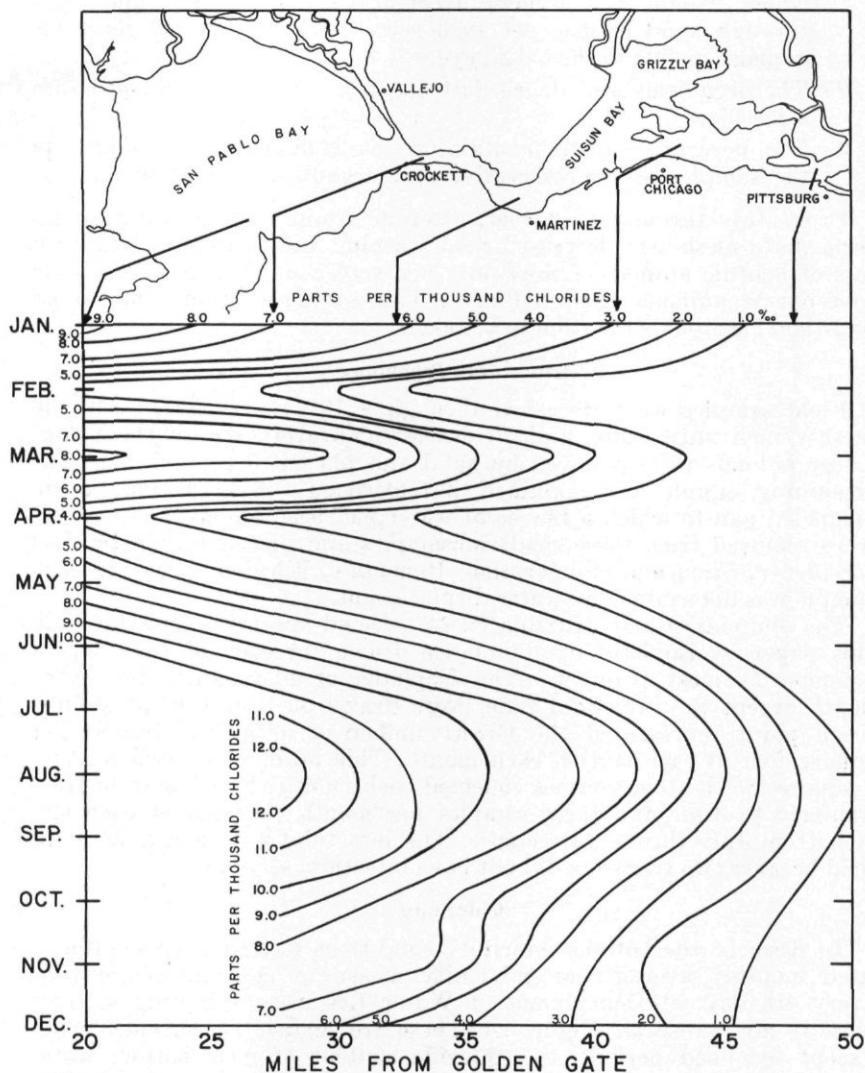 GRIZZLY BAY
VALLEJO
SUISUN BAY
SAN PABLO BAY
CROCKETT
PORT CHICAGO
PITTSBURG
MARTINEZ
PARTS PER THOUSAND CHLORIDES
JAN. 9.0 8.0 7.0 6.0 5.0 4.0 3.0 2.0 1.0 ‰
9.0
8.0
7.0
5.0
FEB.
5.0
7.0
MAR. 8.0
7.0
6.0
5.0
APR. 4.0
5.0
6.0
MAY 7.0
8.0
9.0
JUN. 10.0
JUL. 11.0
12.0
AUG.
12.0
SEP. 11.0
10.0
OCT. 9.0
8.0
NOV.
7.0
DEC. 6.0 5.0 4.0 3.0 2.0 1.0
PARTS PER THOUSAND CHLORIDES
20 25 30 35 40 45 50
MILES FROM GOLDEN GATE